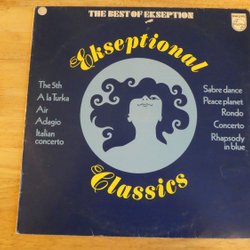 THE BEST OF EKSEPTION
Ekseptional
The 5th
A la Turka
Air
Adagio
Italian
concerto
Sabre dance
Peace planet
Rondo
Concerto
Rhapsody
in blue
Classics